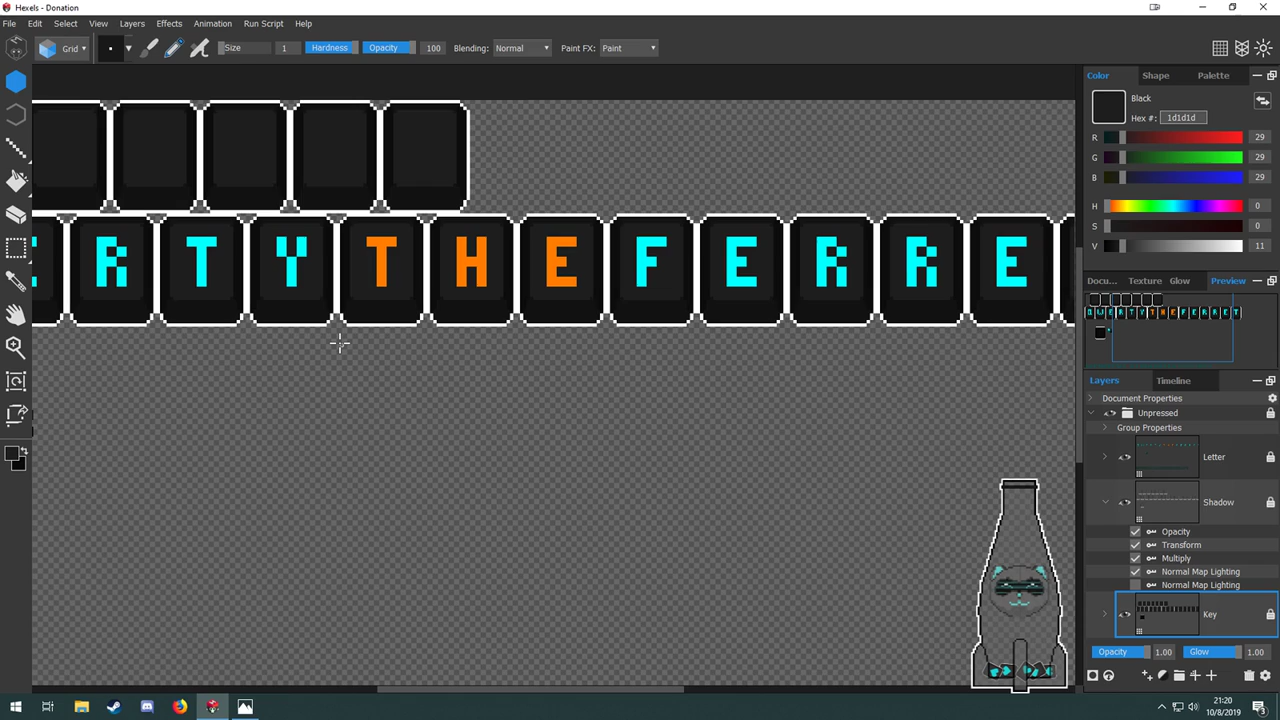 Hexels - Donation
File Edit Select View Layers Effects Animation Run Script Help
Grid Size 1 Hardness Opacity 100 Blending: Normal Paint FX: Paint
Color Shape Palette
Black
Hex #: 1d1d1d
R 29
G 29
B 29
H 0
S 0
V 11
Docu... Texture Glow Preview
R T Y T H E F E R R E
Q W E R T Y T H E F E R R E T
Layers Timeline
Document Properties
Unpressed
Group Properties
Letter
Shadow
Opacity
Transform
Multiply
Normal Map Lighting
Normal Map Lighting
Key
Opacity 1.00 Glow 1.00
21:20
10/8/2019
3